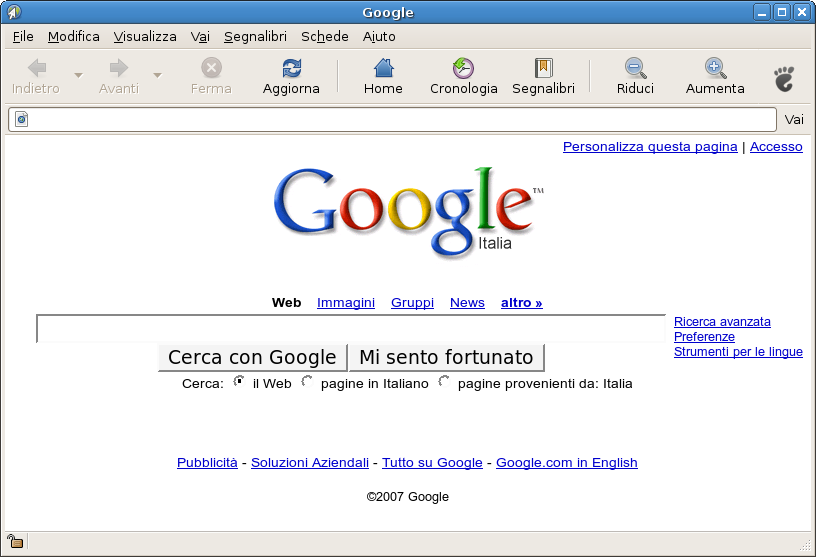 Google
File Modifica Visualizza Vai Segnalibri Schede Aiuto
Indietro Avanti Ferma Aggiorna Home Cronologia Segnalibri Riduci Aumenta
Vai
Personalizza questa pagina | Accesso
Google™
Italia
Web Immagini Gruppi News altro »
Ricerca avanzata
Preferenze
Strumenti per le lingue
Cerca con Google Mi sento fortunato
Cerca: il Web pagine in Italiano pagine provenienti da: Italia
Pubblicità - Soluzioni Aziendali - Tutto su Google - Google.com in English
©2007 Google